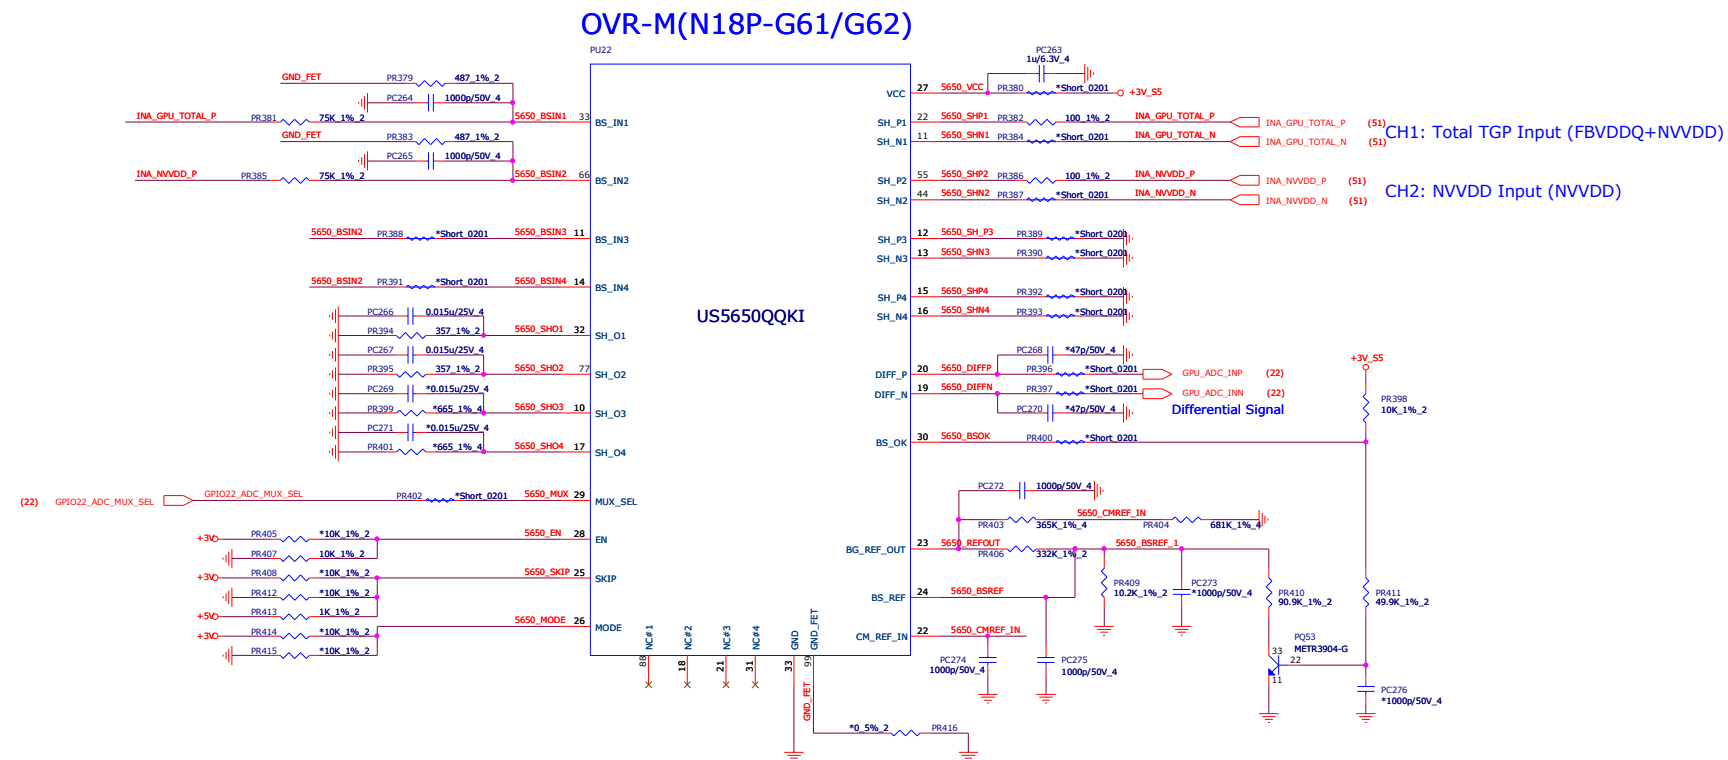 OVR-M(N18P-G61/G62)
PU22
US5650QQKI
GND_FET
PR379
487_1%_2
PC264
1000p/50V_4
INA_GPU_TOTAL_P
PR381
75K_1%_2
5650_BSIN1
33
BS_IN1
GND_FET
PR383
487_1%_2
PC265
1000p/50V_4
INA_NVVDD_P
PR385
75K_1%_2
5650_BSIN2
66
BS_IN2
5650_BSIN2
PR388
*Short_0201
5650_BSIN3
11
BS_IN3
5650_BSIN2
PR391
*Short_0201
5650_BSIN4
14
BS_IN4
PC266
0.015u/25V_4
PR394
357_1%_2
5650_SHO1
32
SH_O1
PC267
0.015u/25V_4
PR395
357_1%_2
5650_SHO2
77
SH_O2
PC269
*0.015u/25V_4
PR399
*665_1%_4
5650_SHO3
10
SH_O3
PC271
*0.015u/25V_4
PR401
*665_1%_4
5650_SHO4
17
SH_O4
(22)
GPIO22_ADC_MUX_SEL
GPIO22_ADC_MUX_SEL
PR402
*Short_0201
5650_MUX
29
MUX_SEL
+3V
PR405
*10K_1%_2
5650_EN
28
EN
PR407
10K_1%_2
+3V
PR408
*10K_1%_2
5650_SKIP
25
SKIP
PR412
*10K_1%_2
+5V
PR413
1K_1%_2
+3V
PR414
*10K_1%_2
5650_MODE
26
MODE
PR415
*10K_1%_2
NC#1
88
NC#2
18
NC#3
21
NC#4
31
GND
33
GND_FET
99
GND_FET
*0_5%_2
PR416
PC263
1u/6.3V_4
VCC
27
5650_VCC
PR380
*Short_0201
+3V_S5
SH_P1
22
5650_SHP1
PR382
100_1%_2
INA_GPU_TOTAL_P
INA_GPU_TOTAL_P
(51)
SH_N1
11
5650_SHN1
PR384
*Short_0201
INA_GPU_TOTAL_N
INA_GPU_TOTAL_N
(51)
CH1: Total TGP Input (FBVDDQ+NVVDD)
SH_P2
55
5650_SHP2
PR386
100_1%_2
INA_NVVDD_P
INA_NVVDD_P
(51)
SH_N2
44
5650_SHN2
PR387
*Short_0201
INA_NVVDD_N
INA_NVVDD_N
(51)
CH2: NVVDD Input (NVVDD)
SH_P3
12
5650_SH_P3
PR389
*Short_0201
SH_N3
13
5650_SHN3
PR390
*Short_0201
SH_P4
15
5650_SHP4
PR392
*Short_0201
SH_N4
16
5650_SHN4
PR393
*Short_0201
PC268
*47p/50V_4
DIFF_P
20
5650_DIFFP
PR396
*Short_0201
GPU_ADC_INP
(22)
DIFF_N
19
5650_DIFFN
PR397
*Short_0201
GPU_ADC_INN
(22)
PC270
*47p/50V_4
Differential Signal
+3V_S5
PR398
10K_1%_2
BS_OK
30
5650_BSOK
PR400
*Short_0201
PC272
1000p/50V_4
PR403
365K_1%_4
5650_CMREF_IN
PR404
681K_1%_4
BG_REF_OUT
23
5650_REFOUT
PR406
332K_1%_2
5650_BSREF_1
BS_REF
24
5650_BSREF
PR409
10.2K_1%_2
PC273
*1000p/50V_4
PR410
90.9K_1%_2
PR411
49.9K_1%_2
CM_REF_IN
22
5650_CMREF_IN
PC274
1000p/50V_4
PC275
1000p/50V_4
PQ53
METR3904-G
33
22
11
PC276
*1000p/50V_4